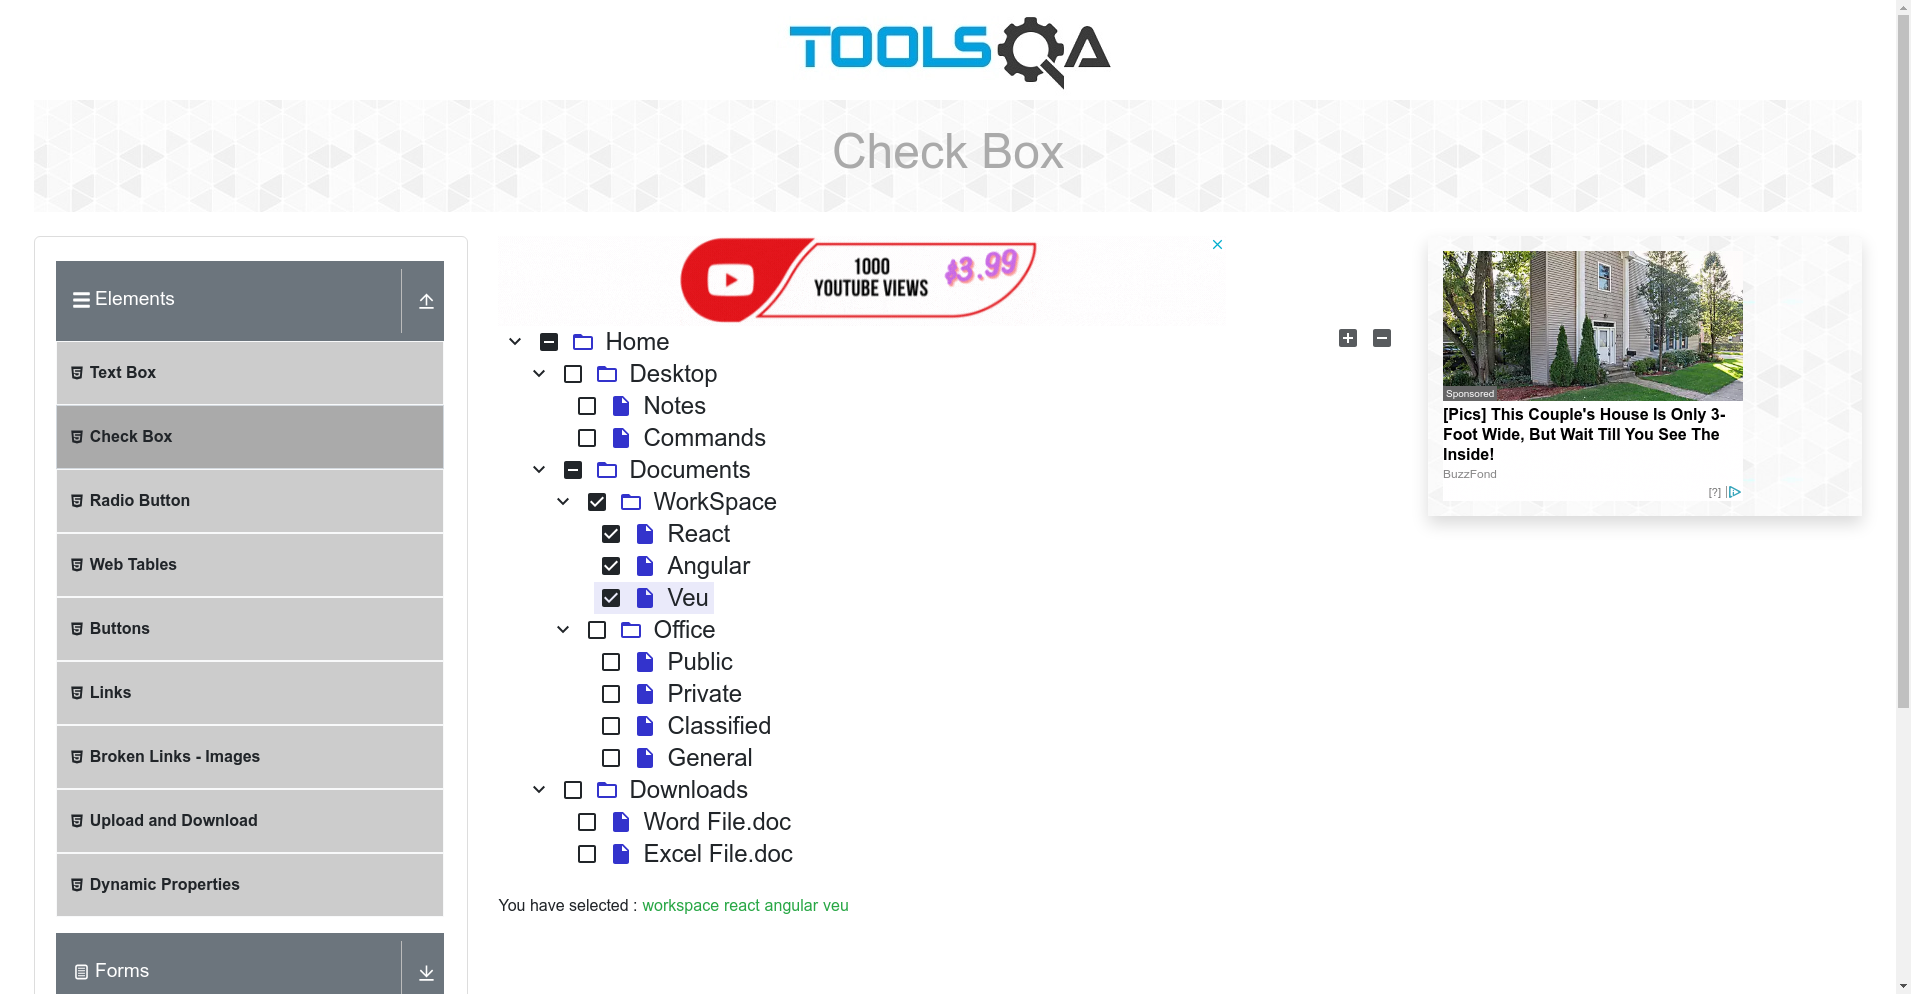 TOOLSQA
Check Box
Elements
Text Box
Check Box
Radio Button
Web Tables
Buttons
Links
Broken Links - Images
Upload and Download
Dynamic Properties
Forms
1000
YOUTUBE VIEWS
$3.99
Home
Desktop
Notes
Commands
Documents
WorkSpace
React
Angular
Veu
Office
Public
Private
Classified
General
Downloads
Word File.doc
Excel File.doc
You have selected : workspace react angular veu
Sponsored
[Pics] This Couple's House Is Only 3-
Foot Wide, But Wait Till You See The
Inside!
BuzzFond
[?]